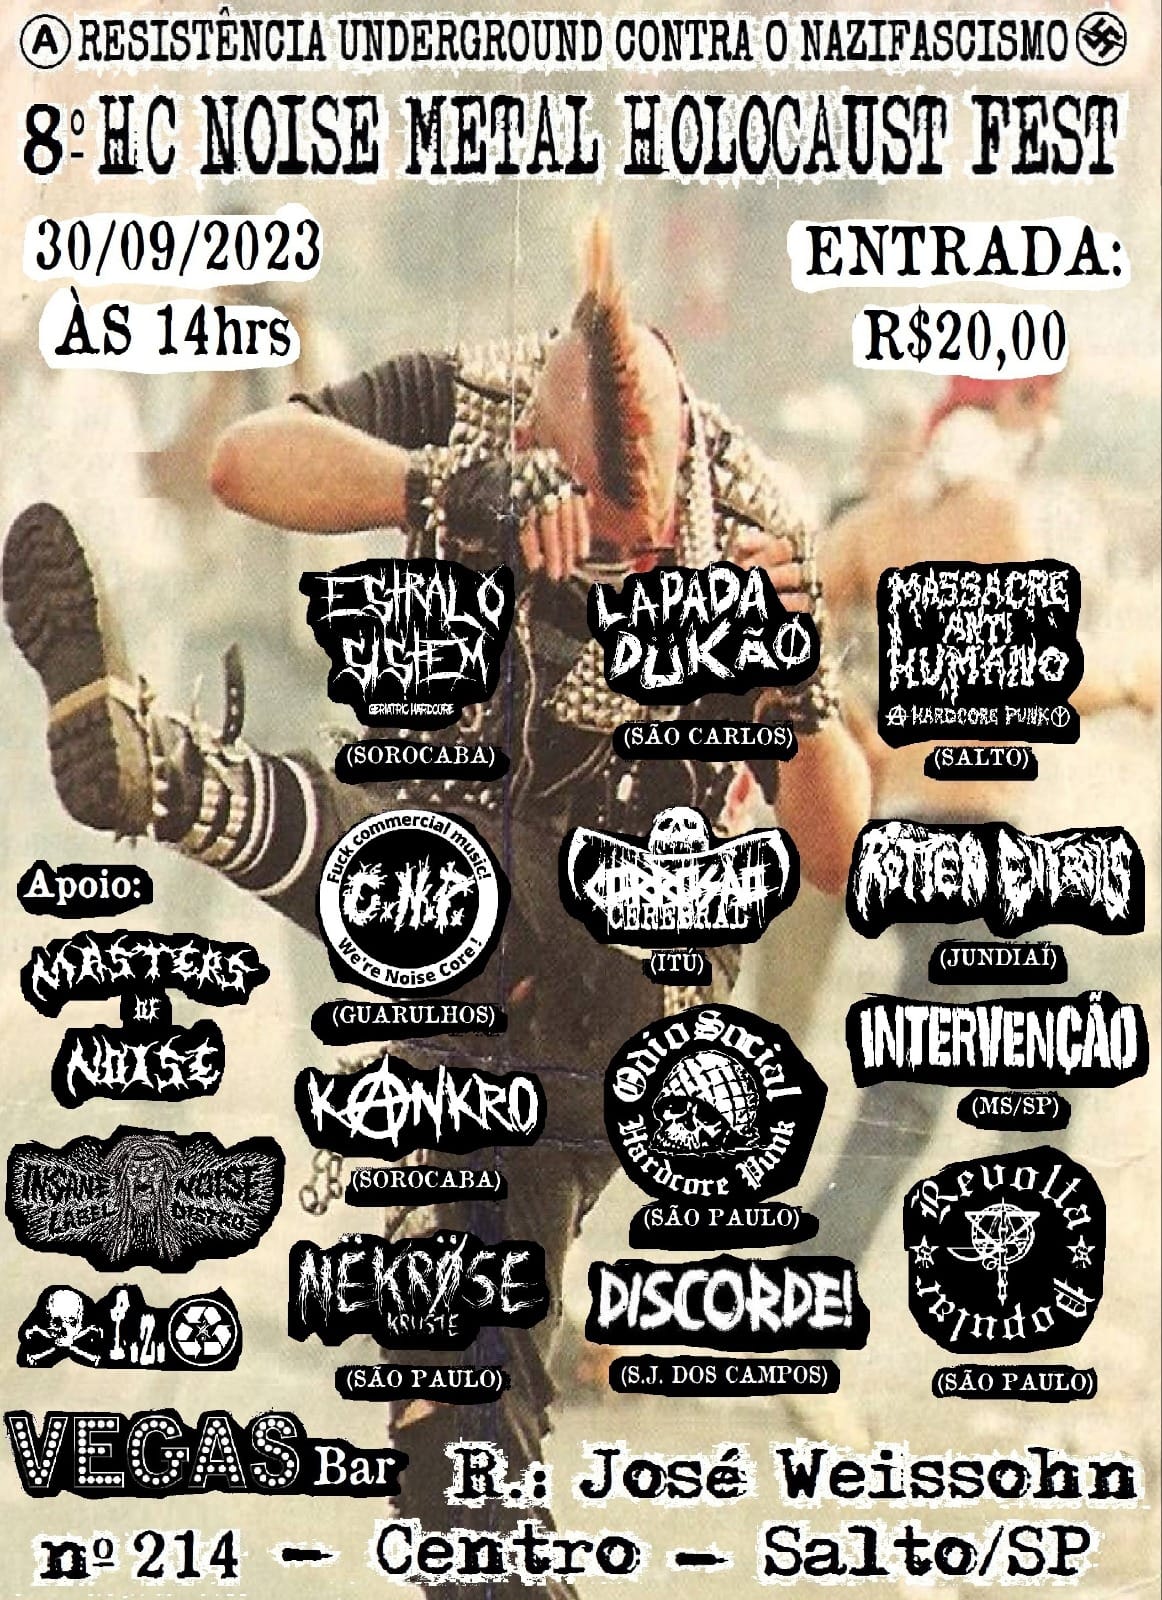 A RESISTÊNCIA UNDERGROUND CONTRA O NAZIFASCISMO
8º HC NOISE METAL HOLOCAUST FEST
30/09/2023
ÀS 14hrs
ENTRADA:
R$20,00
ESTRALO
SISTEM
GERIATRIC HARDCORE
(SOROCABA)
LAPADA
DUKÃO
(SÃO CARLOS)
MASSACRE
ANTI
HUMANO
A HARDCORE PUNK
(SALTO)
Fuck commercial music!
C.N.P.
We're Noise Core!
(GUARULHOS)
CORROSÃO
CEREBRAL
(ITÚ)
ROTTEN ENTRAILS
(JUNDIAÍ)
Apoio:
MASTERS
OF
NOISE
INSANE NOISE
LABEL DISTRO
VEGAS Bar
KANKRO
(SOROCABA)
Odio Social
Hardcore Punk
(SÃO PAULO)
INTERVENÇÃO
(MS/SP)
NËKRÖSE
KRUSTE
(SÃO PAULO)
DISCORDE!
(S.J. DOS CAMPOS)
Revolta
Popular
(SÃO PAULO)
R.: José Weissohn
nº 214 - Centro - Salto/SP